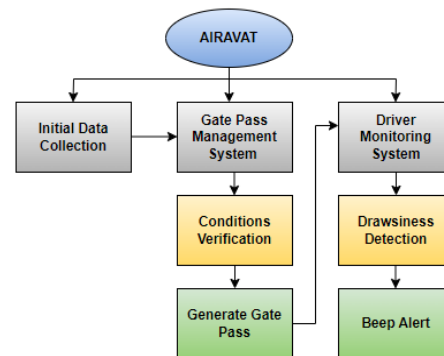 AIRAVAT
Initial Data
Collection
Gate Pass
Management
System
Driver
Monitoring
System
Conditions
Verification
Drawsiness
Detection
Generate Gate
Pass
Beep Alert